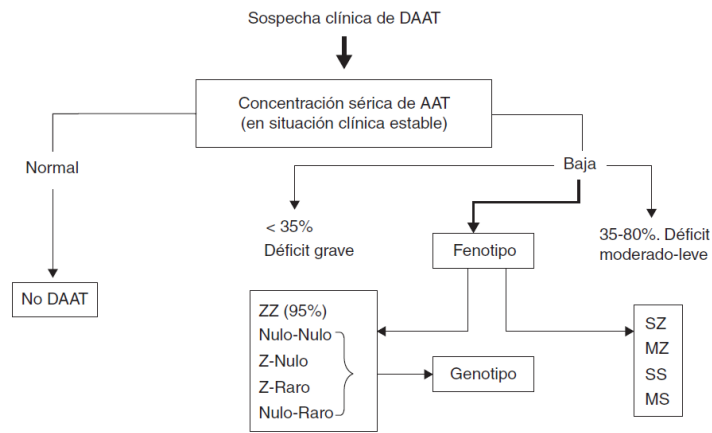 Sospecha clínica de DAAT
Concentración sérica de AAT
(en situación clínica estable)
Normal
Baja
< 35%
Déficit grave
Fenotipo
35-80%. Déficit
moderado-leve
No DAAT
ZZ (95%)
Nulo-Nulo
Z-Nulo
Z-Raro
Nulo-Raro
Genotipo
SZ
MZ
SS
MS